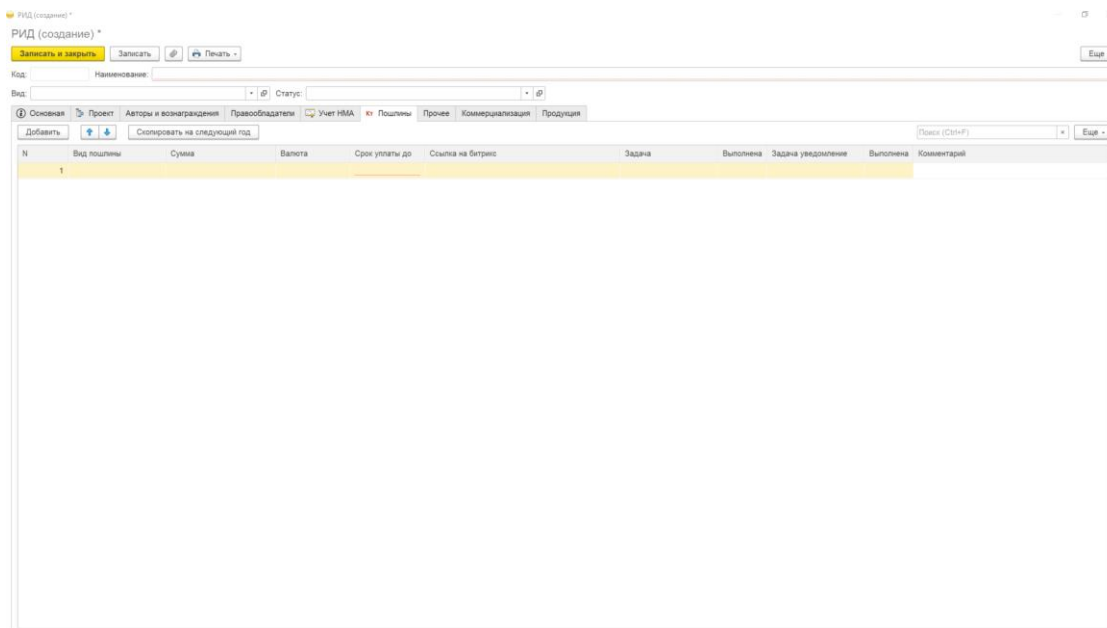 РИД (создание) *
РИД (создание) *
Записать и закрыть Записать Печать Еще
Код: Наименование:
Вид: Статус:
Основная Проект Авторы и вознаграждения Правообладатели Учет НМА Пошлины Прочее Коммерциализация Продукция
Добавить Скопировать на следующий год Поиск (Ctrl+F) × Еще
N Вид пошлины Сумма Валюта Срок уплаты до Ссылка на битрикс Задача Выполнена Задача уведомление Выполнена Комментарий
1